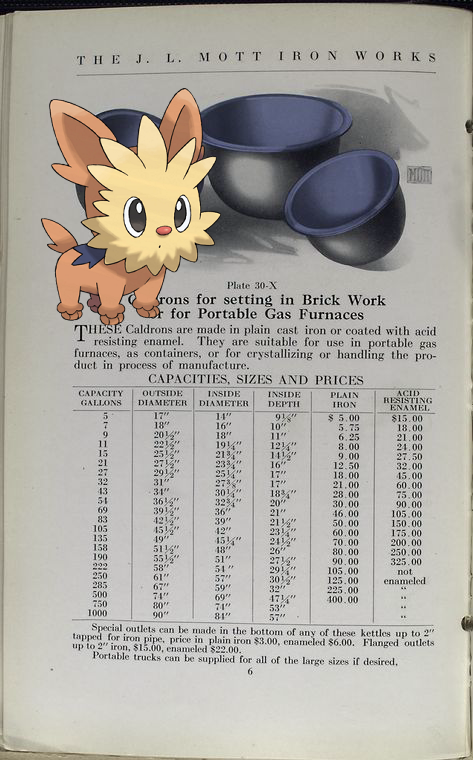 THE J. L. MOTT IRON WORKS
MOTT
Plate 30-X
rons for setting in Brick Work
for Portable Gas Furnaces
THESE Caldrons are made in plain cast iron or coated with acid
resisting enamel. They are suitable for use in portable gas
furnaces, as containers, or for crystallizing or handling the pro-
duct in process of manufacture.
CAPACITIES, SIZES AND PRICES
CAPACITY GALLONS OUTSIDE DIAMETER INSIDE DIAMETER INSIDE DEPTH PLAIN IRON ACID RESISTING ENAMEL
5 17" 14" 9⅛" $ 5.00 $15.00
7 18" 16" 10" 5.75 18.00
9 20½" 18" 11" 6.25 21.00
11 22½" 19¼" 12¼" 8.00 24.00
15 25½" 21¾" 14½" 9.00 27.50
21 27½" 23¾" 16" 12.50 32.00
27 29½" 25¼" 17" 18.00 45.00
32 31" 27¾" 17" 21.00 60.00
43 34" 30¼" 18¾" 28.00 75.00
54 36½" 32¾" 20" 30.00 90.00
69 39½" 36" 21" 46.00 105.00
83 42½" 39" 21½" 50.00 150.00
105 45½" 42" 23¼" 60.00 175.00
135 49" 45¼" 24½" 70.00 200.00
158 51½" 48" 26" 80.00 250.00
190 55½" 51" 27½" 90.00 325.00
222 58" 54" 29¼" 105.00 not
250 61" 57" 30½" 125.00 enameled
285 67" 59" 32" 225.00 "
500 74" 69" 47¼" 400.00 "
750 80" 74" 53" "
1000 90" 84" 57" "
Special outlets can be made in the bottom of any of these kettles up to 2"
tapped for iron pipe, price in plain iron $3.00, enameled $6.00. Flanged outlets
up to 2" iron, $15.00, enameled $22.00.
Portable trucks can be supplied for all of the large sizes if desired.
6